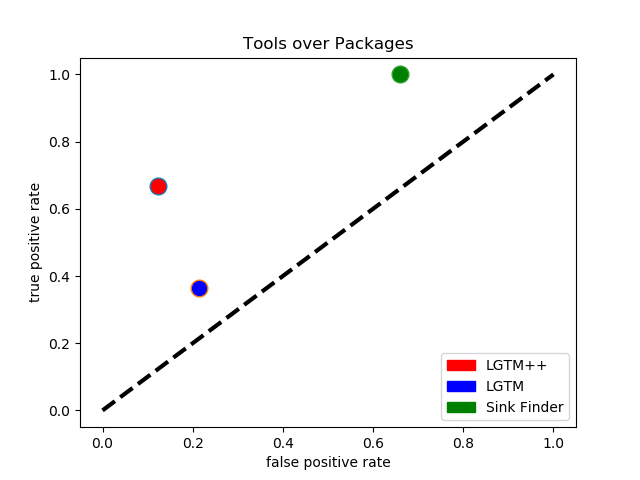 Tools over Packages
true positive rate
1.0
0.8
0.6
0.4
0.2
0.0
LGTM++
LGTM
Sink Finder
0.0 0.2 0.4 0.6 0.8 1.0
false positive rate